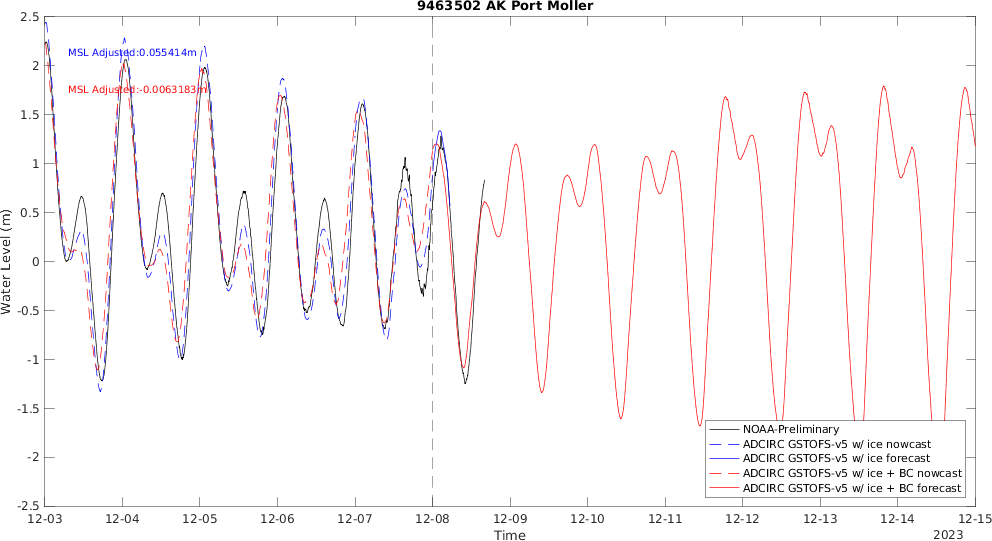 9463502 AK Port Moller
MSL Adjusted:0.055414m
MSL Adjusted:-0.0063183m
Water Level (m)
2.5
2
1.5
1
0.5
0
-0.5
-1
-1.5
-2
-2.5
NOAA-Preliminary
ADCIRC GSTOFS-v5 w/ ice nowcast
ADCIRC GSTOFS-v5 w/ ice forecast
ADCIRC GSTOFS-v5 w/ ice + BC nowcast
ADCIRC GSTOFS-v5 w/ ice + BC forecast
12-03 12-04 12-05 12-06 12-07 12-08 12-09 12-10 12-11 12-12 12-13 12-14 12-15
Time
2023